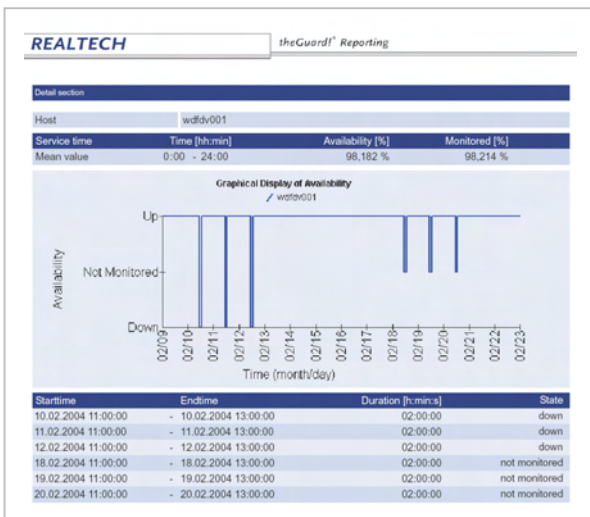 REALTECH
theGuard!® Reporting
Detail section
Host wdfdv001
Service time Time [hh:min] Availability [%] Monitored [%]
Mean value 0:00 - 24:00 98,182 % 98,214 %
Graphical Display of Availability
wdfdv001
Up
Not Monitored
Down
Availability
02/09 02/10 02/11 02/12 02/13 02/14 02/15 02/16 02/17 02/18 02/19 02/20 02/21 02/22 02/23
Time (month/day)
Starttime Endtime Duration [h:min:s] State
10.02.2004 11:00:00 - 10.02.2004 13:00:00 02:00:00 down
11.02.2004 11:00:00 - 11.02.2004 13:00:00 02:00:00 down
12.02.2004 11:00:00 - 12.02.2004 13:00:00 02:00:00 down
18.02.2004 11:00:00 - 18.02.2004 13:00:00 02:00:00 not monitored
19.02.2004 11:00:00 - 19.02.2004 13:00:00 02:00:00 not monitored
20.02.2004 11:00:00 - 20.02.2004 13:00:00 02:00:00 not monitored